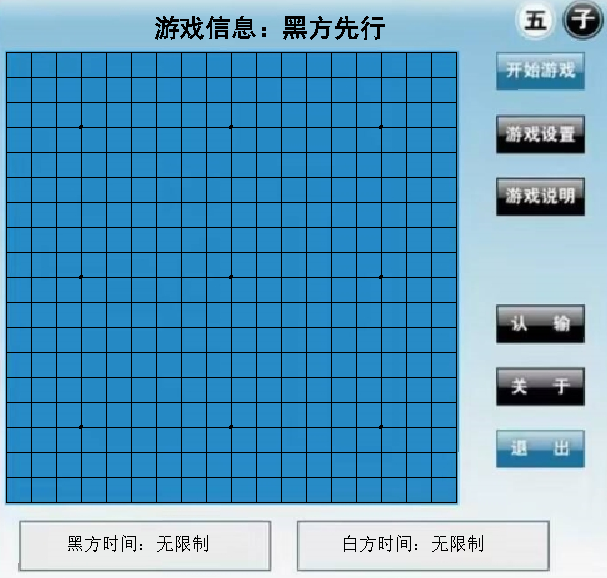 游戏信息：黑方先行
五 子
开始游戏
游戏设置
游戏说明
认 输
关 于
退 出
黑方时间：无限制
白方时间：无限制